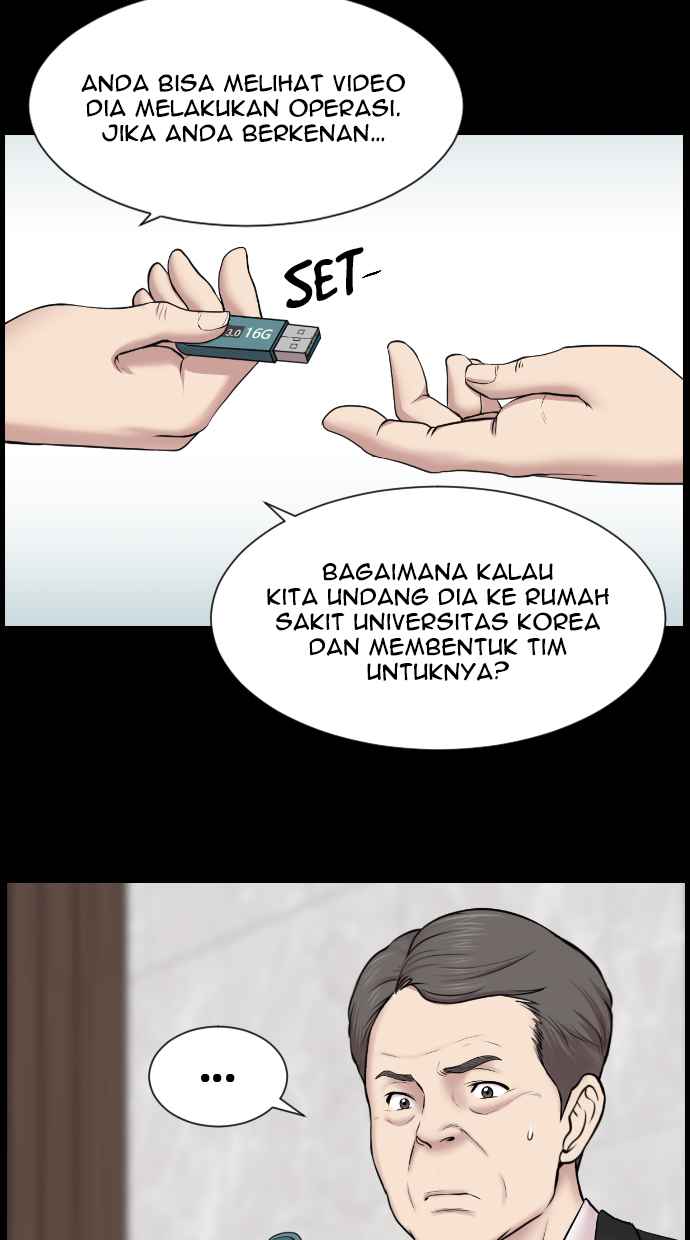 ANDA BISA MELIHAT VIDEO
DIA MELAKUKAN OPERASI.
JIKA ANDA BERKENAN...
SET-
3.0 16G
BAGAIMANA KALAU
KITA UNDANG DIA KE RUMAH
SAKIT UNIVERSITAS KOREA
DAN MEMBENTUK TIM
UNTUKNYA?
...